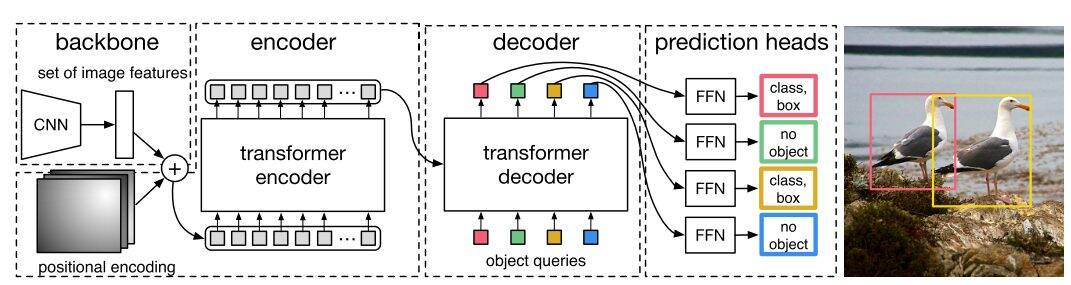 backbone
set of image features
CNN
+
positional encoding
encoder
...
transformer
encoder
...
decoder
transformer
decoder
object queries
prediction heads
FFN
class,
box
FFN
no
object
FFN
class,
box
FFN
no
object